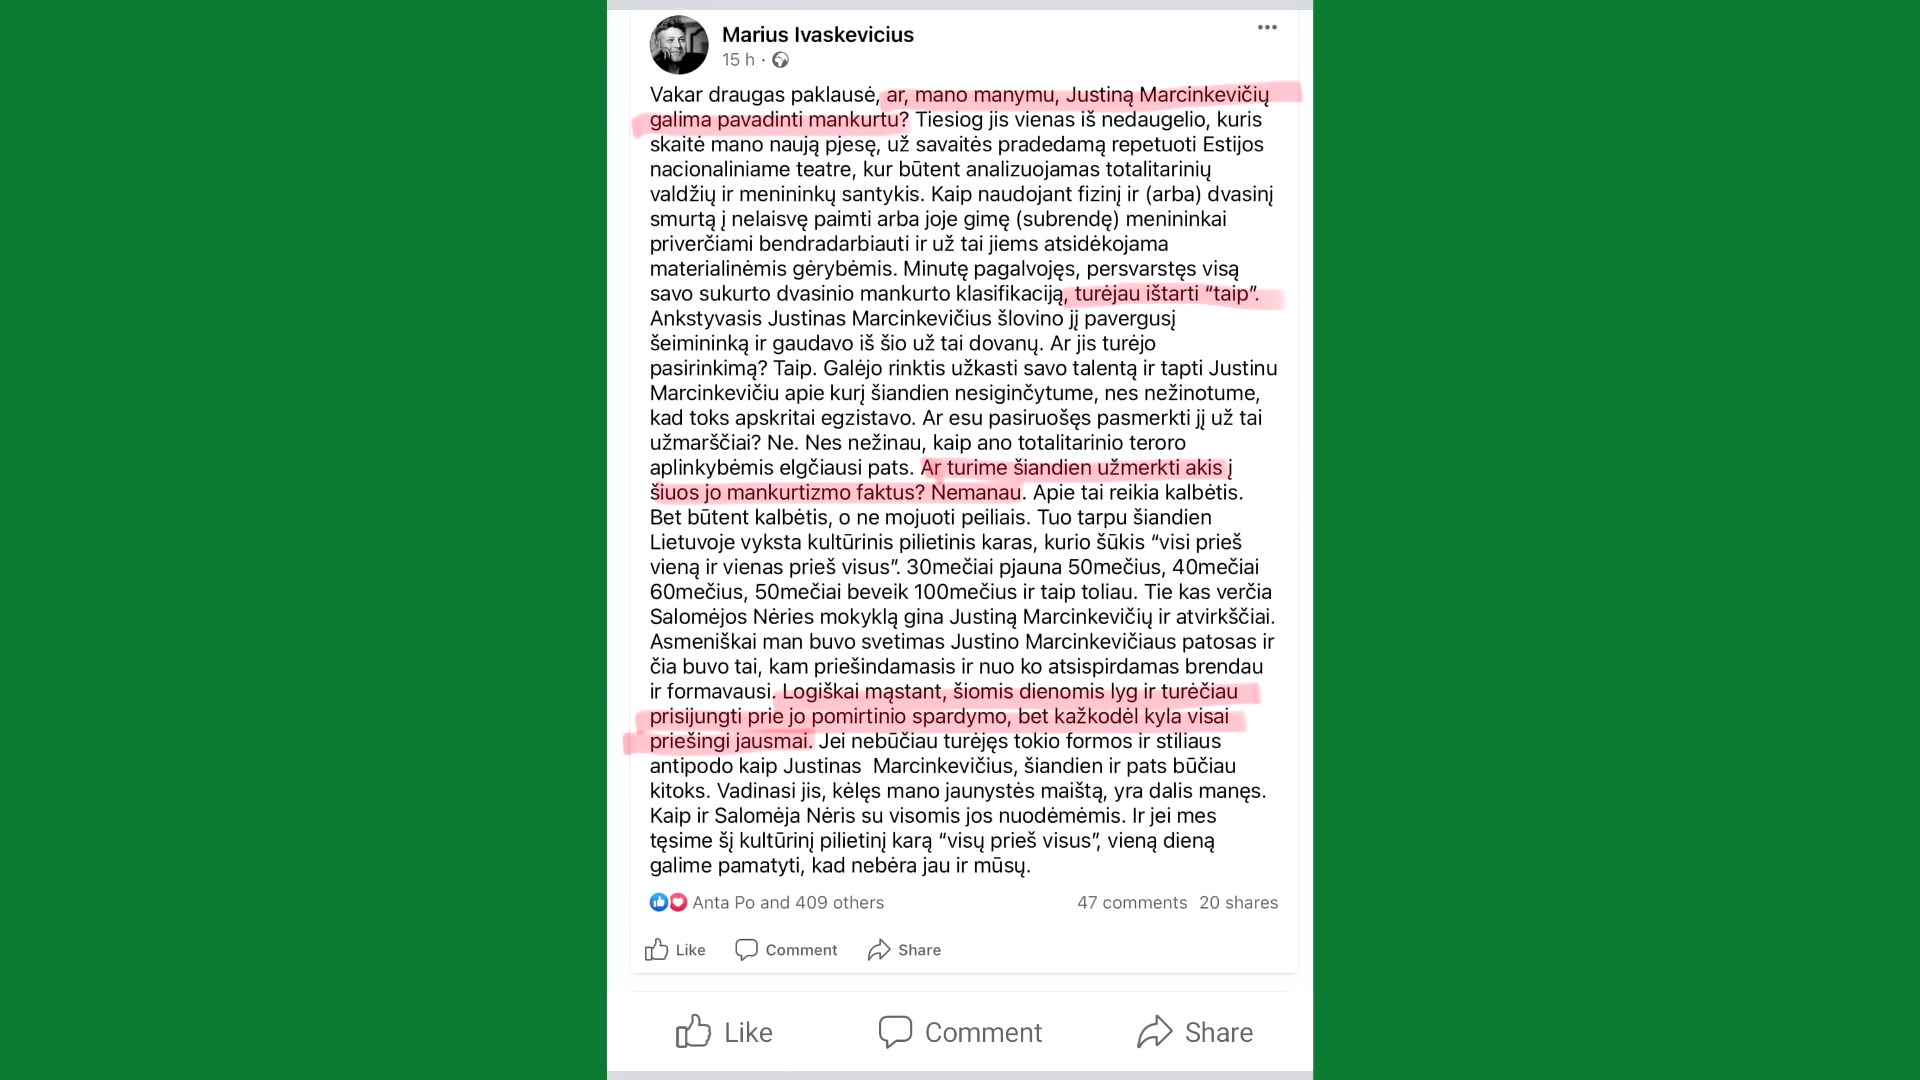 Marius Ivaskevicius
15 h ·
Vakar draugas paklausė, ar, mano manymu, Justiną Marcinkevičių
galima pavadinti mankurtu? Tiesiog jis vienas iš nedaugelio, kuris
skaitė mano naują pjesę, už savaitės pradedamą repetuoti Estijos
nacionaliniame teatre, kur būtent analizuojamas totalitarinių
valdžių ir menininkų santykis. Kaip naudojant fizinį ir (arba) dvasinį
smurtą į nelaisvę paimti arba joje gimę (subrendę) menininkai
priverčiami bendradarbiauti ir už tai jiems atsidėkojama
materialinėmis gėrybėmis. Minutę pagalvojęs, persvarstęs visą
savo sukurto dvasinio mankurto klasifikaciją, turėjau ištarti “taip”.
Ankstyvasis Justinas Marcinkevičius šlovino jį pavergusį
šeimininką ir gaudavo iš šio už tai dovanų. Ar jis turėjo
pasirinkimą? Taip. Galėjo rinktis užkasti savo talentą ir tapti Justinu
Marcinkevičiu apie kurį šiandien nesiginčytume, nes nežinotume,
kad toks apskritai egzistavo. Ar esu pasiruošęs pasmerkti jį už tai
užmarščiai? Ne. Nes nežinau, kaip ano totalitarinio teroro
aplinkybėmis elgčiausi pats. Ar turime šiandien užmerkti akis į
šiuos jo mankurtizmo faktus? Nemanau. Apie tai reikia kalbėtis.
Bet būtent kalbėtis, o ne mojuoti peiliais. Tuo tarpu šiandien
Lietuvoje vyksta kultūrinis pilietinis karas, kurio šūkis “visi prieš
vieną ir vienas prieš visus”. 30mečiai pjauna 50mečius, 40mečiai
60mečius, 50mečiai beveik 100mečius ir taip toliau. Tie kas verčia
Salomėjos Nėries mokyklą gina Justiną Marcinkevičių ir atvirkščiai.
Asmeniškai man buvo svetimas Justino Marcinkevičiaus patosas ir
čia buvo tai, kam priešindamasis ir nuo ko atsispirdamas brendau
ir formavausi. Logiškai mąstant, šiomis dienomis lyg ir turėčiau
prisijungti prie jo pomirtinio spardymo, bet kažkodėl kyla visai
priešingi jausmai. Jei nebūčiau turėjęs tokio formos ir stiliaus
antipodo kaip Justinas  Marcinkevičius, šiandien ir pats būčiau
kitoks. Vadinasi jis, kėlęs mano jaunystės maištą, yra dalis manęs.
Kaip ir Salomėja Nėris su visomis jos nuodėmėmis. Ir jei mes
tęsime šį kultūrinį pilietinį karą “visų prieš visus”, vieną dieną
galime pamatyti, kad nebėra jau ir mūsų.
Anta Po and 409 others 47 comments 20 shares
Like Comment Share
Like Comment Share